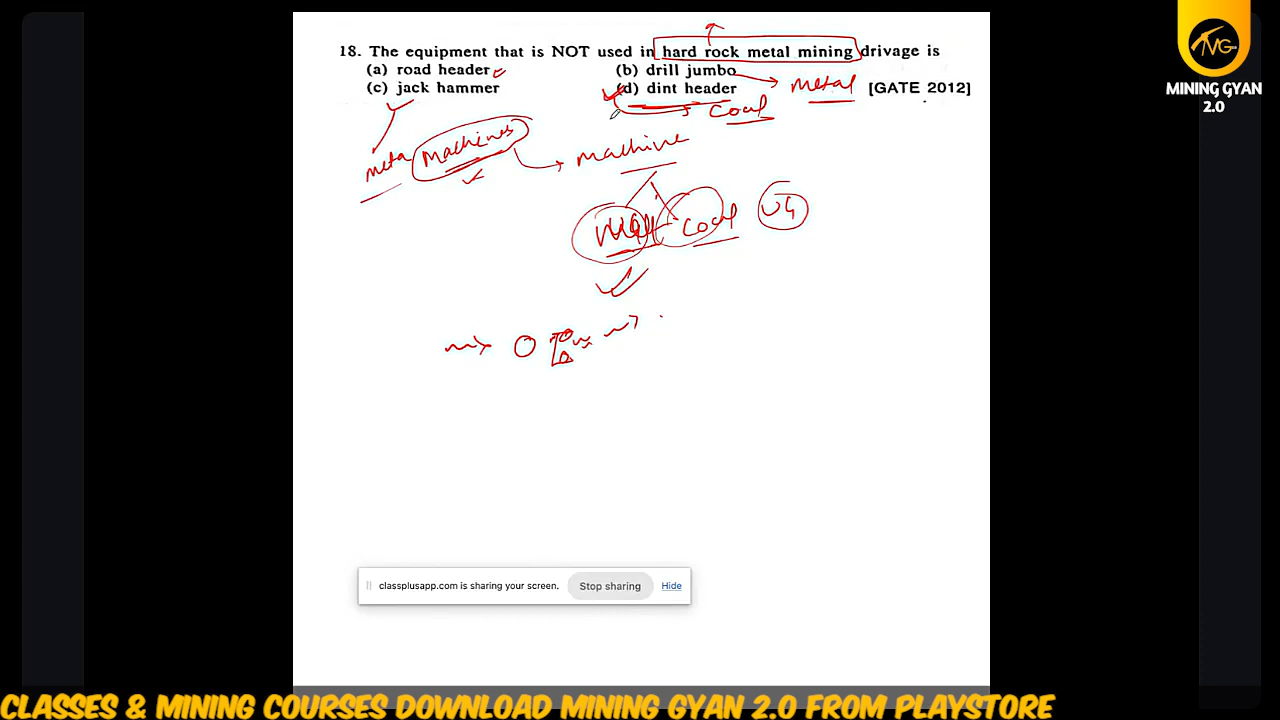 18. The equipment that is NOT used in hard rock metal mining drivage is
(a) road header (b) drill jumbo
(c) jack hammer (d) dint header [GATE 2012]
metal
coal
meta machines
machine
coal UG
MINING GYAN
2.0
classplusapp.com is sharing your screen. Stop sharing Hide
CLASSES & MINING COURSES DOWNLOAD MINING GYAN 2.0 FROM PLAYSTORE